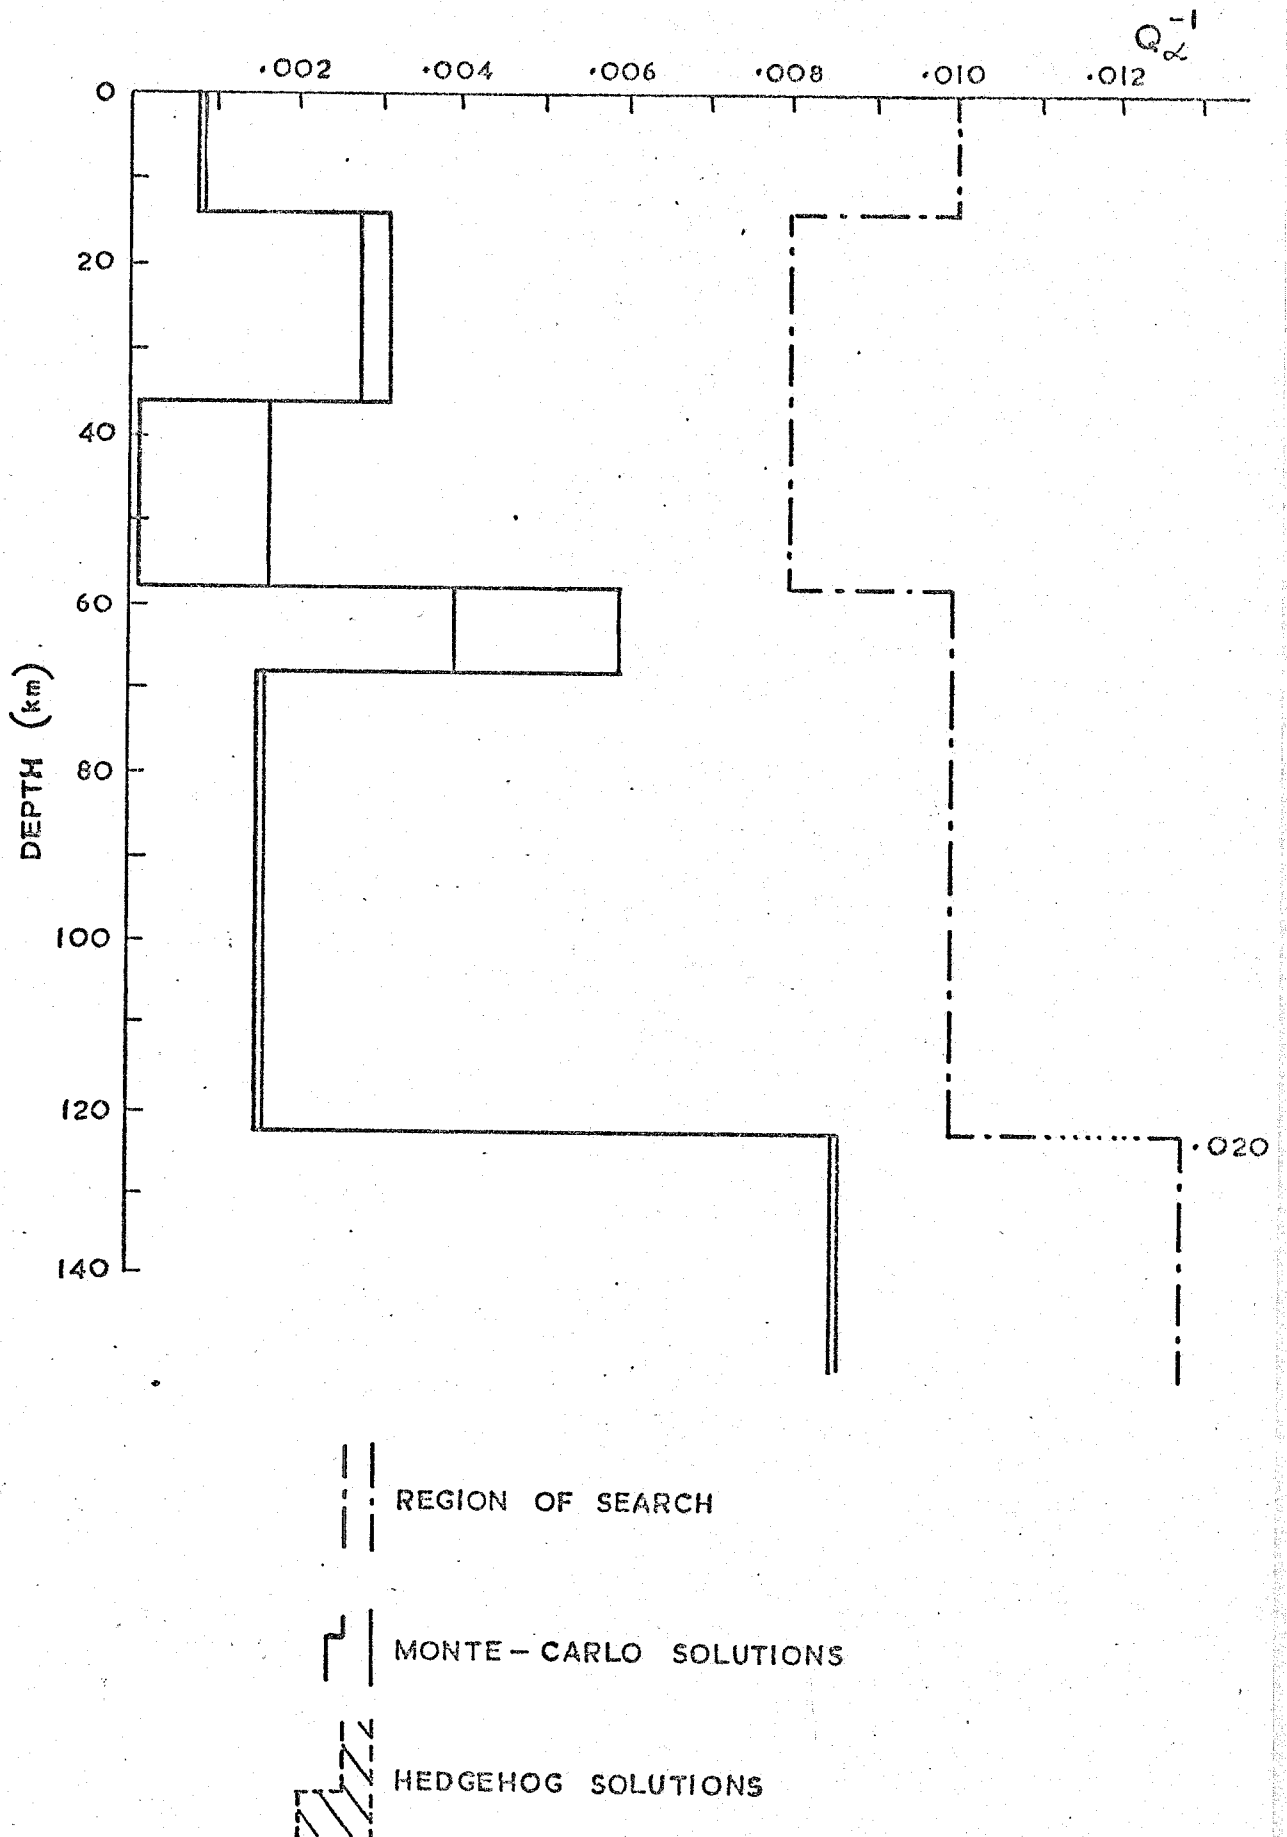 Qα⁻¹
.002 .004 .006 .008 .010 .012
0
20
40
60
80
100
120
140
DEPTH (km)
.020
REGION OF SEARCH
MONTE-CARLO SOLUTIONS
HEDGEHOG SOLUTIONS